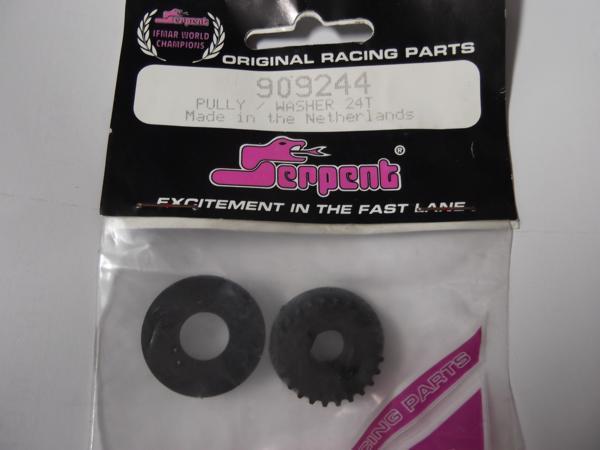 Serpent
IFMAR WORLD
CHAMPIONS
ORIGINAL RACING PARTS
909244
PULLY / WASHER 24T
Made in the Netherlands
Serpent®
EXCITEMENT IN THE FAST LANE
CING PARTS